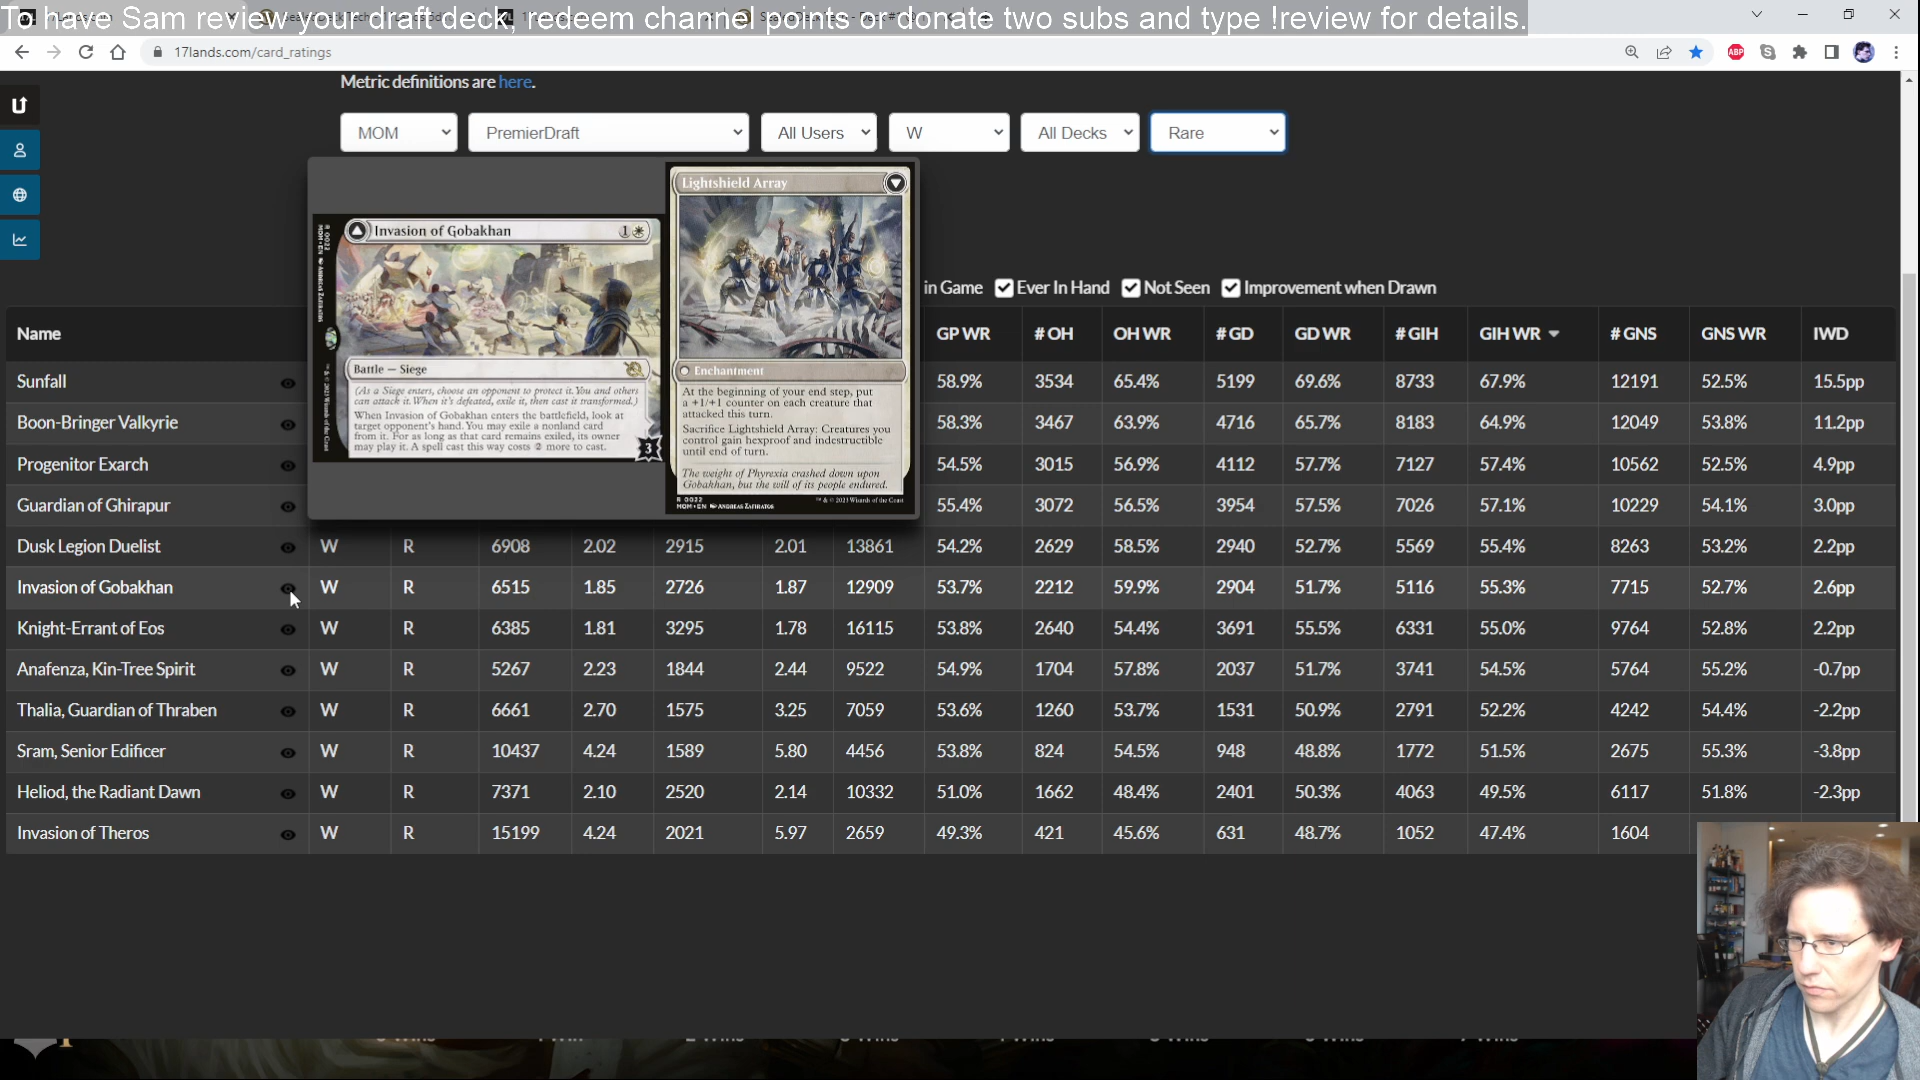 To have Sam review your draft deck, redeem channel points or donate two subs and type !review for details.
17lands.com/card_ratings
ABP
Metric definitions are here.
MOM PremierDraft All Users W All Decks Rare
Lightshield Array
Invasion of Gobakhan 1
Battle — Siege
(As a Siege enters, choose an opponent to protect it. You and others
can attack it. When it's defeated, exile it, then cast it transformed.)
When Invasion of Gobakhan enters the battlefield, look at
target opponent's hand. You may exile a nonland card
from it. For as long as that card remains exiled, its owner
may play it. A spell cast this way costs 2 more to cast.
3
Enchantment
At the beginning of your end step, put
a +1/+1 counter on each creature that
attacked this turn.
Sacrifice Lightshield Array: Creatures you
control gain hexproof and indestructible
until end of turn.
The weight of Phyrexia crashed down upon
Gobakhan, but the will of its people endured.
R 0022
MOM • EN ANDREAS ZAFIRATOS
™ & © 2023 Wizards of the Coast
in Game Ever In Hand Not Seen Improvement when Drawn
Name GP WR # OH OH WR # GD GD WR # GIH GIH WR # GNS GNS WR IWD
Sunfall 58.9% 3534 65.4% 5199 69.6% 8733 67.9% 12191 52.5% 15.5pp
Boon-Bringer Valkyrie 58.3% 3467 63.9% 4716 65.7% 8183 64.9% 12049 53.8% 11.2pp
Progenitor Exarch 54.5% 3015 56.9% 4112 57.7% 7127 57.4% 10562 52.5% 4.9pp
Guardian of Ghirapur 55.4% 3072 56.5% 3954 57.5% 7026 57.1% 10229 54.1% 3.0pp
Dusk Legion Duelist W R 6908 2.02 2915 2.01 13861 54.2% 2629 58.5% 2940 52.7% 5569 55.4% 8263 53.2% 2.2pp
Invasion of Gobakhan W R 6515 1.85 2726 1.87 12909 53.7% 2212 59.9% 2904 51.7% 5116 55.3% 7715 52.7% 2.6pp
Knight-Errant of Eos W R 6385 1.81 3295 1.78 16115 53.8% 2640 54.4% 3691 55.5% 6331 55.0% 9764 52.8% 2.2pp
Anafenza, Kin-Tree Spirit W R 5267 2.23 1844 2.44 9522 54.9% 1704 57.8% 2037 51.7% 3741 54.5% 5764 55.2% -0.7pp
Thalia, Guardian of Thraben W R 6661 2.70 1575 3.25 7059 53.6% 1260 53.7% 1531 50.9% 2791 52.2% 4242 54.4% -2.2pp
Sram, Senior Edificer W R 10437 4.24 1589 5.80 4456 53.8% 824 54.5% 948 48.8% 1772 51.5% 2675 55.3% -3.8pp
Heliod, the Radiant Dawn W R 7371 2.10 2520 2.14 10332 51.0% 1662 48.4% 2401 50.3% 4063 49.5% 6117 51.8% -2.3pp
Invasion of Theros W R 15199 4.24 2021 5.97 2659 49.3% 421 45.6% 631 48.7% 1052 47.4% 1604